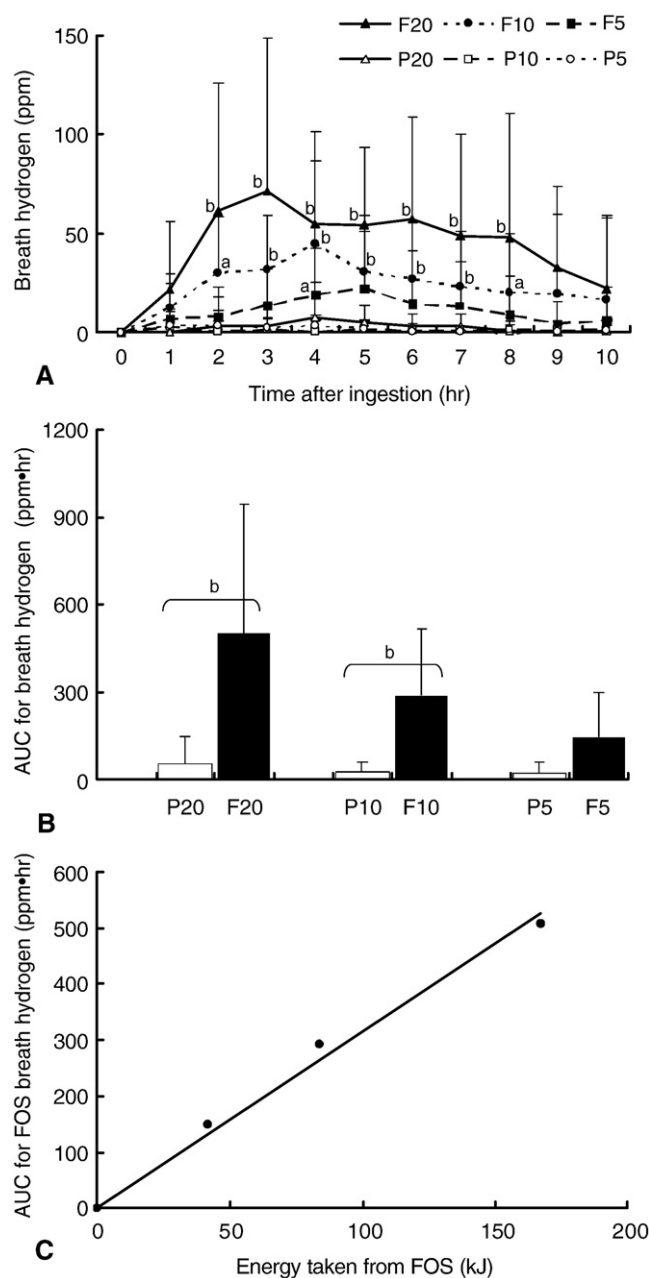 F20 F10 F5
P20 P10 P5
Breath hydrogen (ppm)
150
100
50
0
b b b b b b b
a b b b b b a
a
0 1 2 3 4 5 6 7 8 9 10
Time after ingestion (hr)
A
AUC for breath hydrogen (ppm•hr)
1200
900
600
300
0
b
b
P20 F20 P10 F10 P5 F5
B
AUC for FOS breath hydrogen (ppm•hr)
600
500
400
300
200
100
0
0 50 100 150 200
Energy taken from FOS (kJ)
C